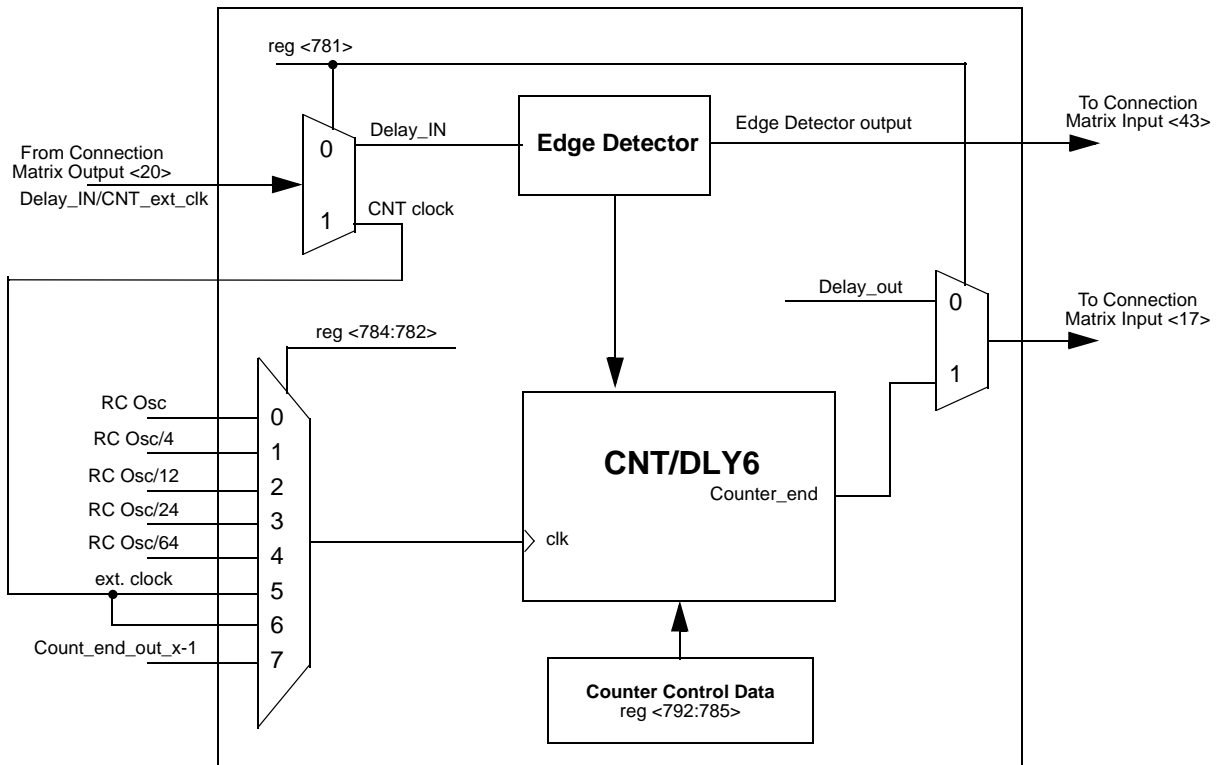 reg <781>
Delay_IN
Edge Detector
Edge Detector output
To Connection
Matrix Input <43>
From Connection
Matrix Output <20>
Delay_IN/CNT_ext_clk
0
1
CNT clock
Delay_out
0
1
To Connection
Matrix Input <17>
reg <784:782>
RC Osc
RC Osc/4
RC Osc/12
RC Osc/24
RC Osc/64
ext. clock
Count_end_out_x-1
0
1
2
3
4
5
6
7
CNT/DLY6
Counter_end
clk
Counter Control Data
reg <792:785>